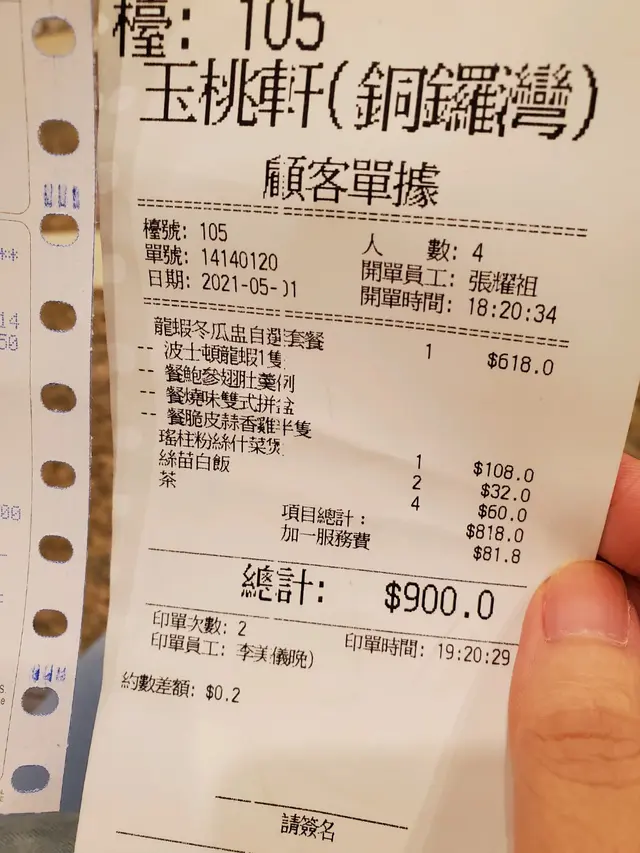 檯: 105
玉桃軒(銅鑼灣)
顧客單據
檯號: 105 人 數: 4
單號: 14140120 開單員工: 張耀祖
日期: 2021-05-01 開單時間: 18:20:34
龍蝦冬瓜盅自選套餐 1 $618.0
-- 波士頓龍蝦1隻
-- 餐鮑參翅肚羹例
-- 餐燒味雙式拼盆
-- 餐脆皮蒜香雞半隻
瑤柱粉絲什菜煲 1 $108.0
絲苗白飯 2 $32.0
茶 4 $60.0
項目總計: $818.0
加一服務費 $81.8
總計: $900.0
印單次數: 2
印單員工: 李美儀晚) 印單時間: 19:20:29
約數差額: $0.2
請簽名